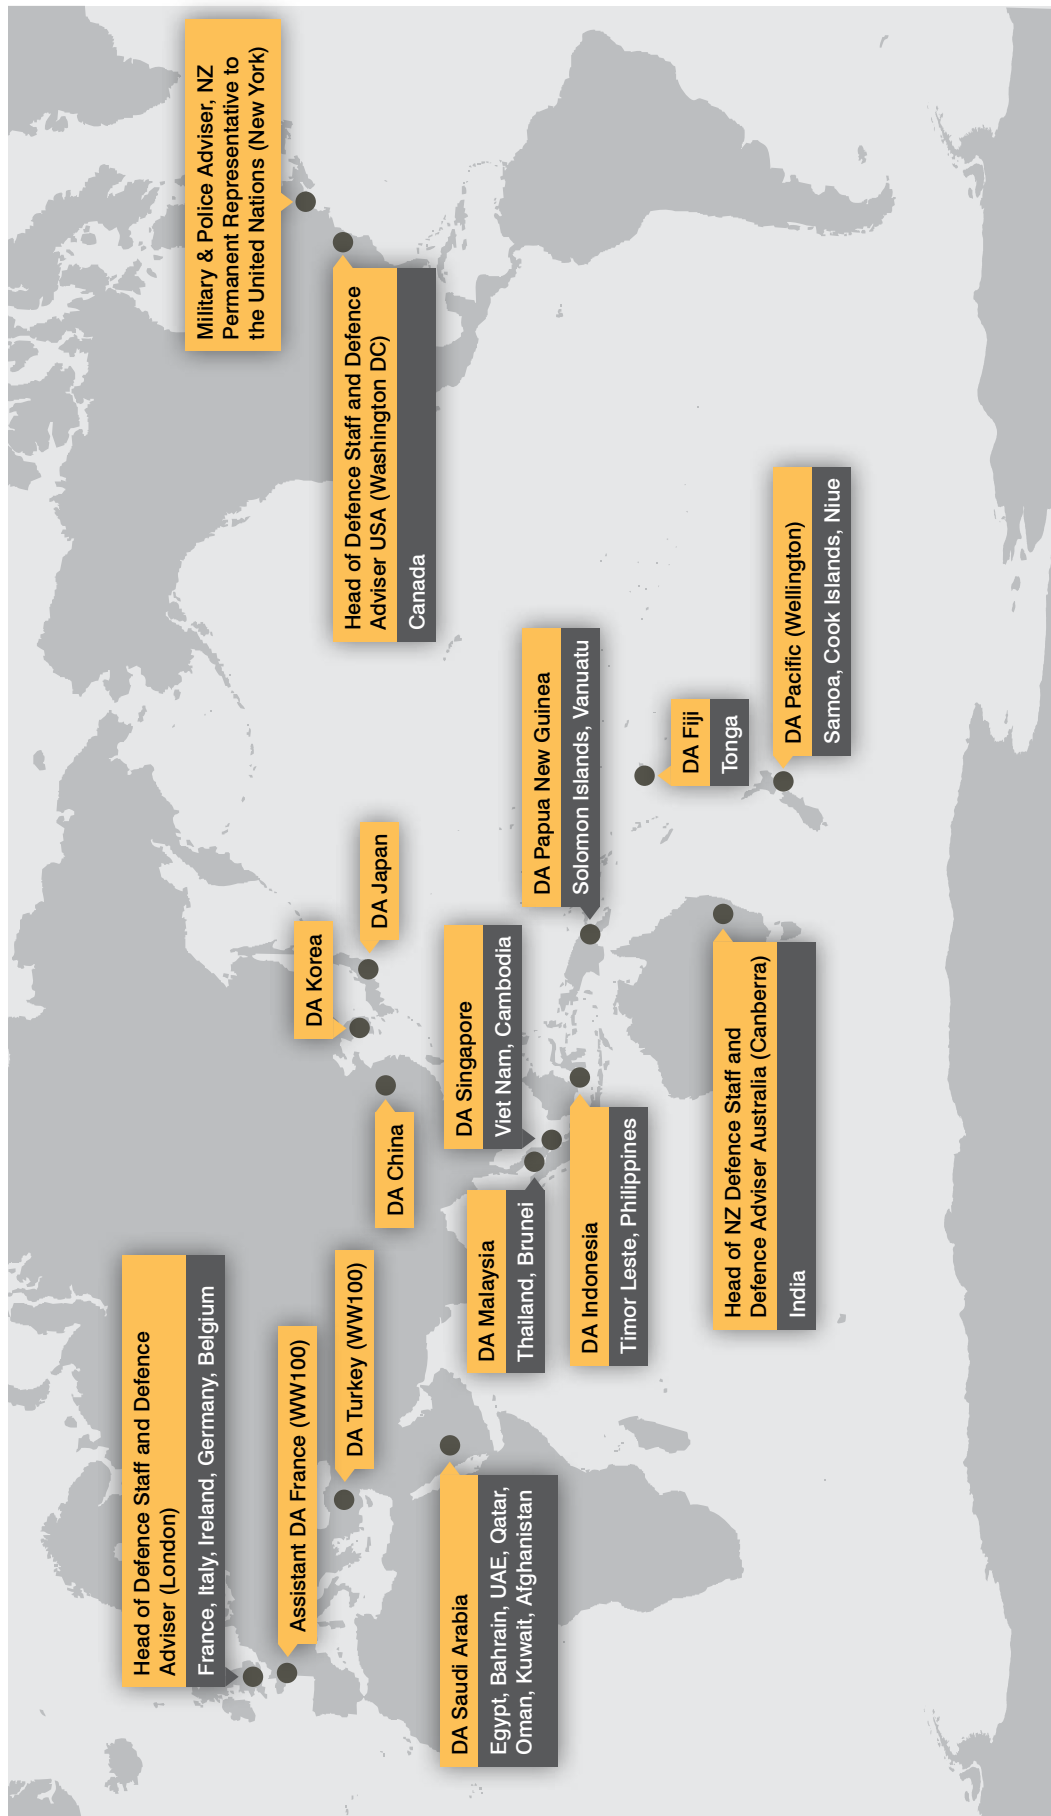 Head of Defence Staff and Defence
Adviser (London)
France, Italy, Ireland, Germany, Belgium
Assistant DA France (WW100)
DA Turkey (WW100)
DA Saudi Arabia
Egypt, Bahrain, UAE, Qatar,
Oman, Kuwait, Afghanistan
DA China
DA Korea
DA Japan
DA Singapore
Viet Nam, Cambodia
DA Malaysia
Thailand, Brunei
DA Indonesia
Timor Leste, Philippines
DA Papua New Guinea
Solomon Islands, Vanuatu
Head of NZ Defence Staff and
Defence Adviser Australia (Canberra)
India
DA Fiji
Tonga
DA Pacific (Wellington)
Samoa, Cook Islands, Niue
Military & Police Adviser, NZ
Permanent Representative to
the United Nations (New York)
Head of Defence Staff and Defence
Adviser USA (Washington DC)
Canada